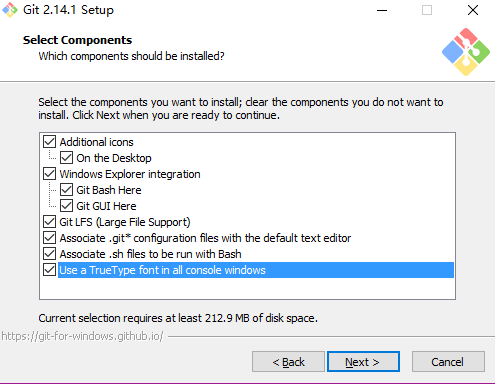 Git 2.14.1 Setup
Select Components
Which components should be installed?
Select the components you want to install; clear the components you do not want to
install. Click Next when you are ready to continue.
Additional icons
On the Desktop
Windows Explorer integration
Git Bash Here
Git GUI Here
Git LFS (Large File Support)
Associate .git* configuration files with the default text editor
Associate .sh files to be run with Bash
Use a TrueType font in all console windows
Current selection requires at least 212.9 MB of disk space.
https://git-for-windows.github.io/
< Back
Next >
Cancel